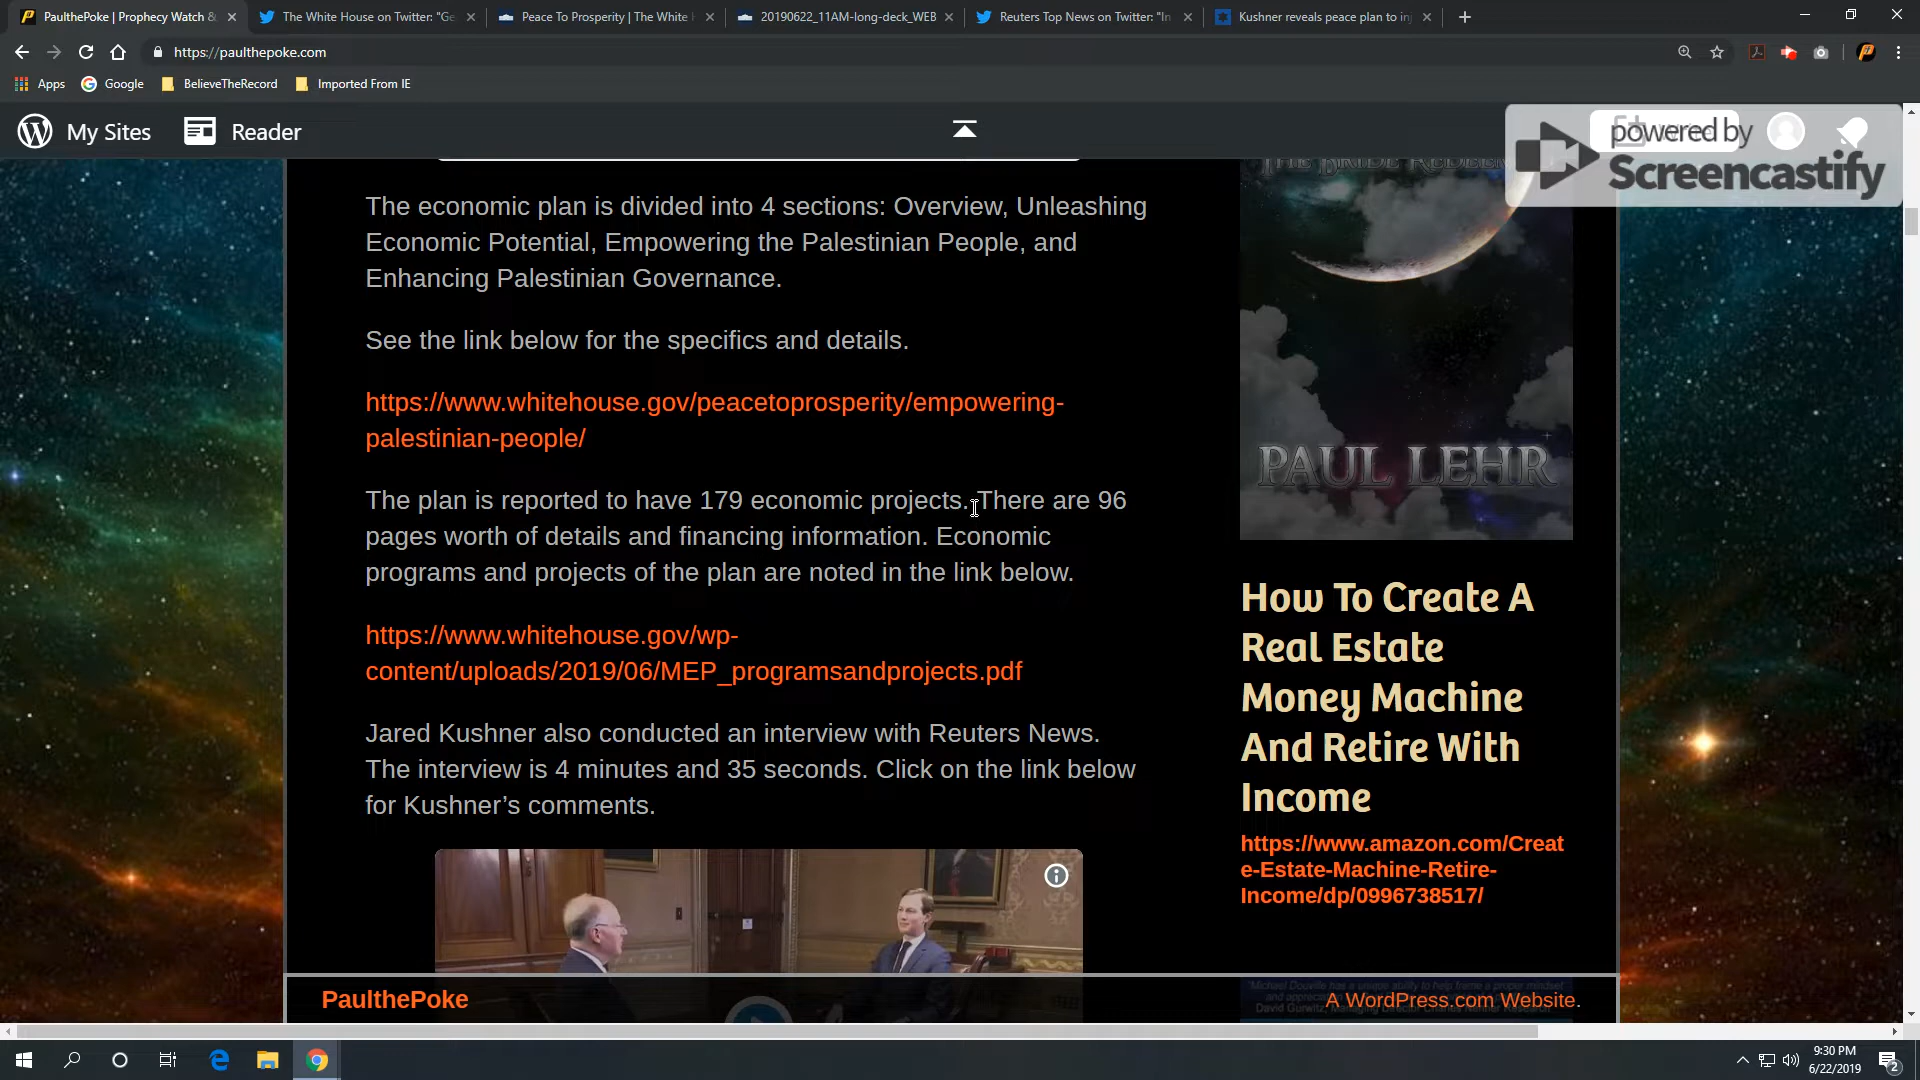 PaulthePoke | Prophecy Watch &
The White House on Twitter: "Ge
Peace To Prosperity | The White
20190622_11AM-long-deck_WEB
Reuters Top News on Twitter: "In
Kushner reveals peace plan to in
https://paulthepoke.com
Apps
Google
BelieveTheRecord
Imported From IE
My Sites
Reader
powered by
Screencastify
The economic plan is divided into 4 sections: Overview, Unleashing
Economic Potential, Empowering the Palestinian People, and
Enhancing Palestinian Governance.
See the link below for the specifics and details.
https://www.whitehouse.gov/peacetoprosperity/empowering-
palestinian-people/
The plan is reported to have 179 economic projects. There are 96
pages worth of details and financing information. Economic
programs and projects of the plan are noted in the link below.
https://www.whitehouse.gov/wp-
content/uploads/2019/06/MEP_programsandprojects.pdf
Jared Kushner also conducted an interview with Reuters News.
The interview is 4 minutes and 35 seconds. Click on the link below
for Kushner’s comments.
PAUL LEHR
How To Create A
Real Estate
Money Machine
And Retire With
Income
https://www.amazon.com/Creat
e-Estate-Machine-Retire-
Income/dp/0996738517/
PaulthePoke
A WordPress.com Website.
9:30 PM
6/22/2019
2